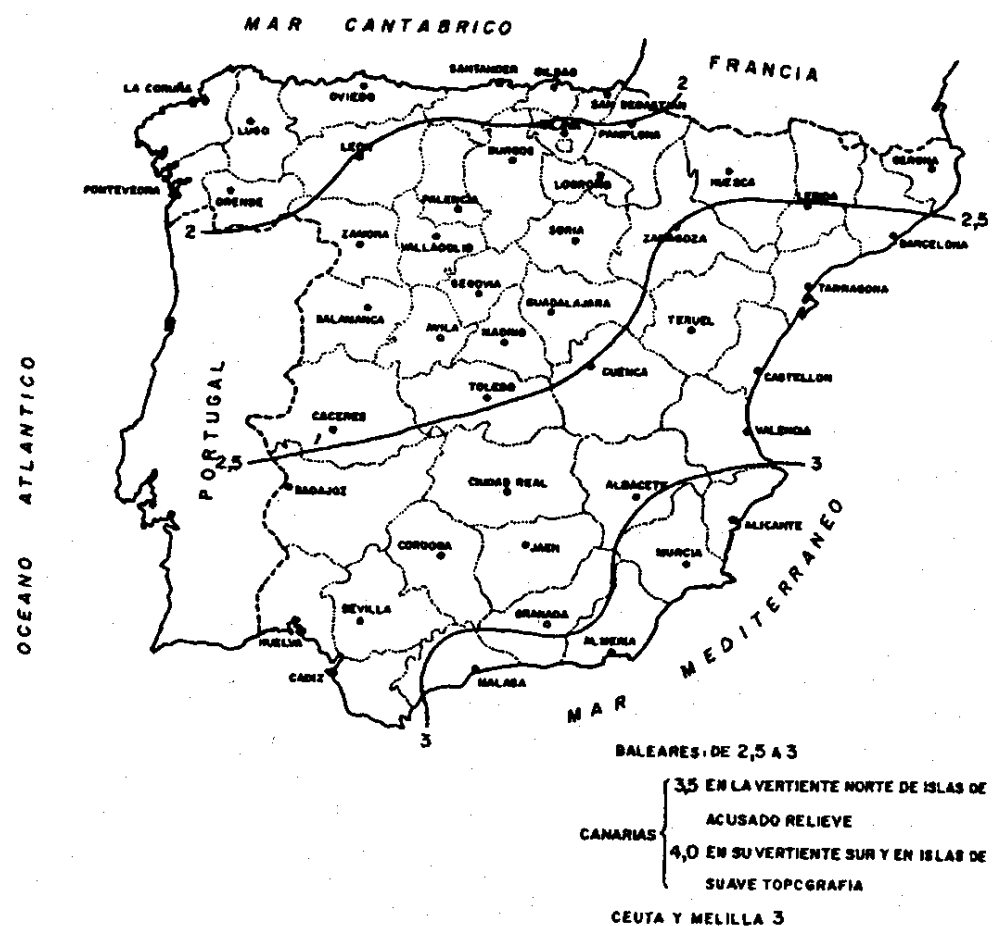 MAR CANTABRICO
FRANCIA
SANTANDER
BILBAO
LA CORUÑA
OVIEDO
SAN SEBASTIAN
2
LUGO
LEON
PAMPLONA
BURGOS
GERONA
PONTEVEDRA
ORENSE
LOGROÑO
HUESCA
LERIDA
PALENCIA
2
ZAMORA
VALLADOLID
SORIA
ZARAGOZA
2,5
BARCELONA
SEGOVIA
GUADALAJARA
TARRAGONA
SALAMANCA
AVILA
MADRID
TERUEL
CUENCA
CASTELLON
TOLEDO
CACERES
VALENCIA
PORTUGAL
OCEANO ATLANTICO
2,5
3
BADAJOZ
CIUDAD REAL
ALBACETE
ALICANTE
CORDOBA
JAEN
MURCIA
SEVILLA
GRANADA
HUELVA
ALMERIA
CADIZ
MALAGA
MAR MEDITERRANEO
3
BALEARES: DE 2,5 A 3
CANARIAS
3,5 EN LA VERTIENTE NORTE DE ISLAS DE
ACUSADO RELIEVE
4,0 EN SU VERTIENTE SUR Y EN ISLAS DE
SUAVE TOPOGRAFIA
CEUTA Y MELILLA 3